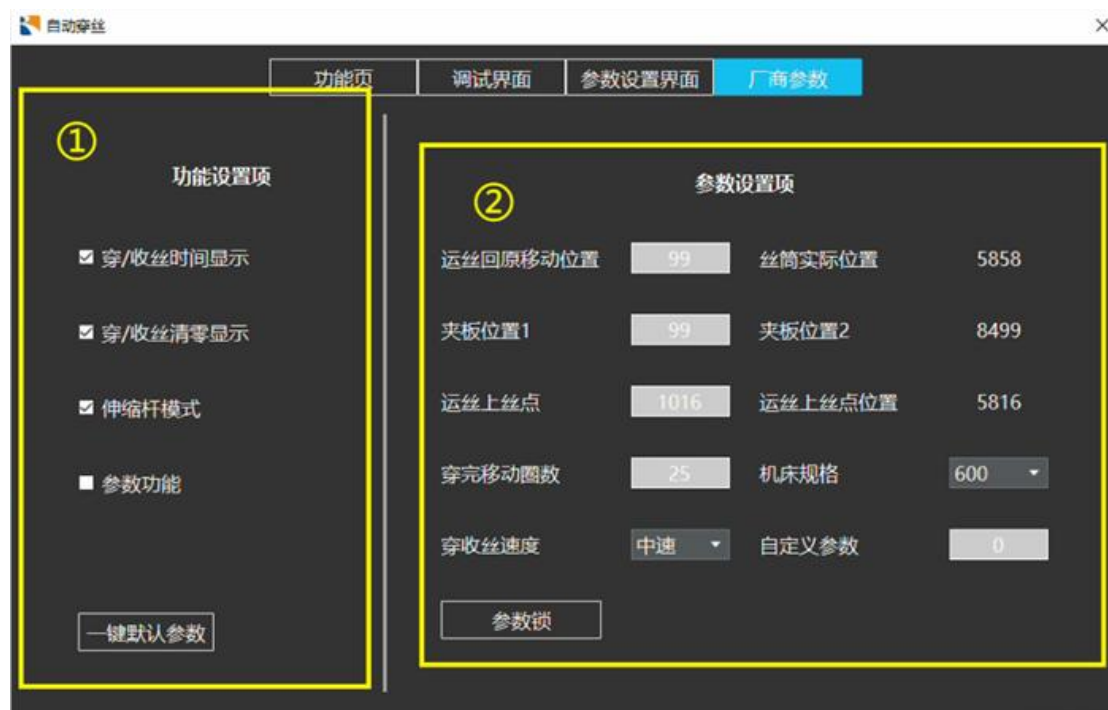 自动穿丝
功能页 调试界面 参数设置界面 厂商参数
①
功能设置项
穿/收丝时间显示
穿/收丝清零显示
伸缩杆模式
参数功能
一键默认参数
②
参数设置项
运丝回原移动位置 99 丝筒实际位置 5858
夹板位置1 99 夹板位置2 8499
运丝上丝点 1016 运丝上丝点位置 5816
穿完移动圈数 25 机床规格 600
穿收丝速度 中速 自定义参数 0
参数锁